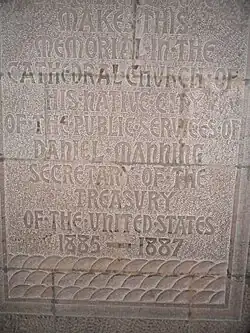 MAKE THIS
MEMORIAL IN THE
CATHEDRAL CHURCH OF
HIS NATIVE CITY
OF THE PUBLIC SERVICES OF
DANIEL MANNING
SECRETARY OF THE
TREASURY
OF THE UNITED STATES
1885 — 1887